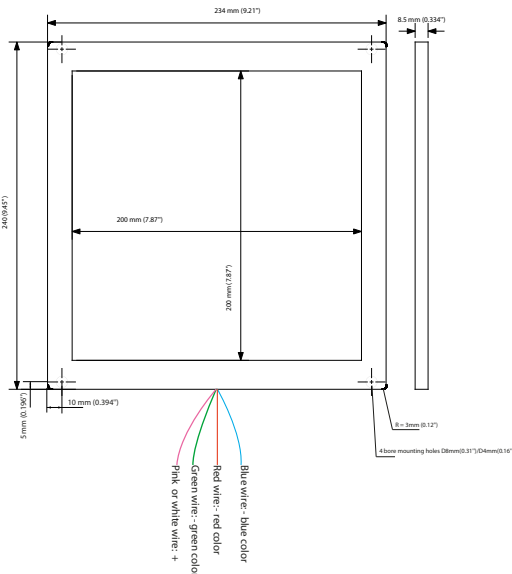 234 mm (9.21")
8.5 mm (0.334")
240 (9.45")
200 mm (7.87")
200 mm (7.87")
5 mm (0.196")
10 mm (0.394")
R = 3mm (0.12")
4 bore mounting holes D8mm(0.31")/D4mm(0.16"
Pink or white wire: +
Green wire: - green colo
Red wire:- red color
Blue wire: - blue color